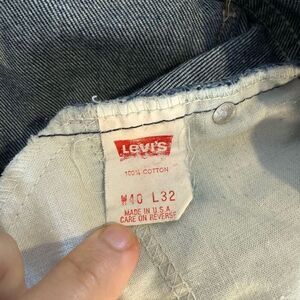 Levi's
100% COTTON
W40 L32
MADE IN U.S.A.
CARE ON REVERSE